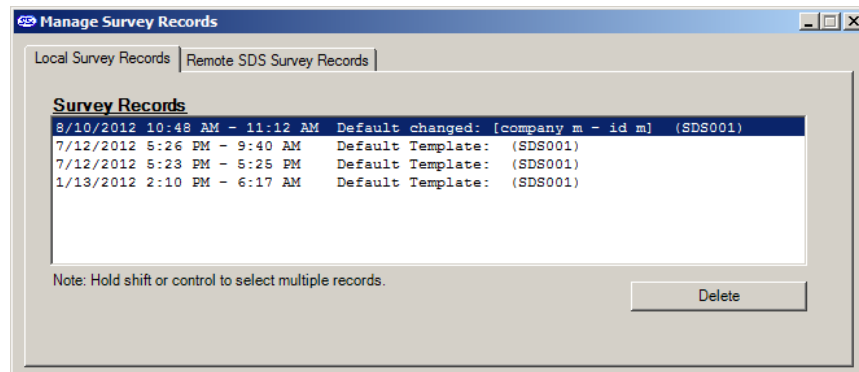 Manage Survey Records
Local Survey Records Remote SDS Survey Records
Survey Records
8/10/2012 10:48 AM - 11:12 AM Default changed: [company m - id m] (SDS001)
7/12/2012 5:26 PM - 9:40 AM Default Template: (SDS001)
7/12/2012 5:23 PM - 5:25 PM Default Template: (SDS001)
1/13/2012 2:10 PM - 6:17 AM Default Template: (SDS001)
Note: Hold shift or control to select multiple records.
Delete